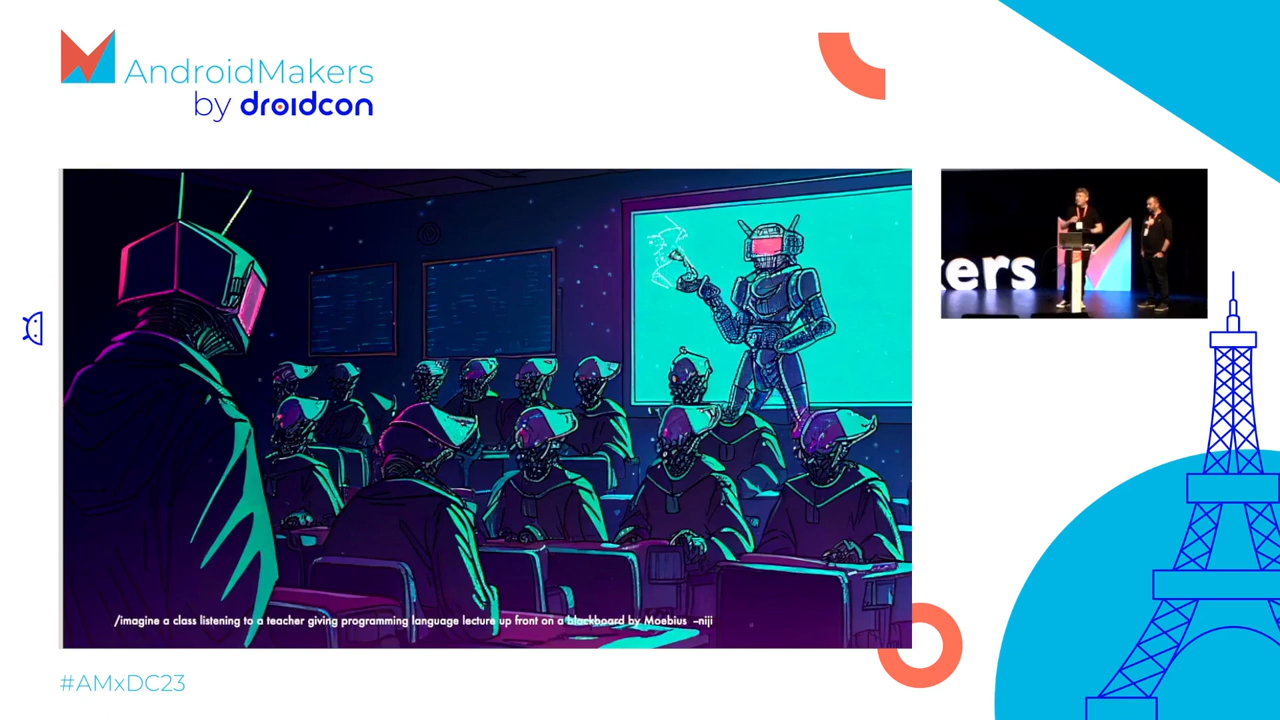 AndroidMakers
by droidcon
ers
/imagine a class listening to a teacher giving programming language lecture up front on a blackboard by Moebius --niji
#AMxDC23